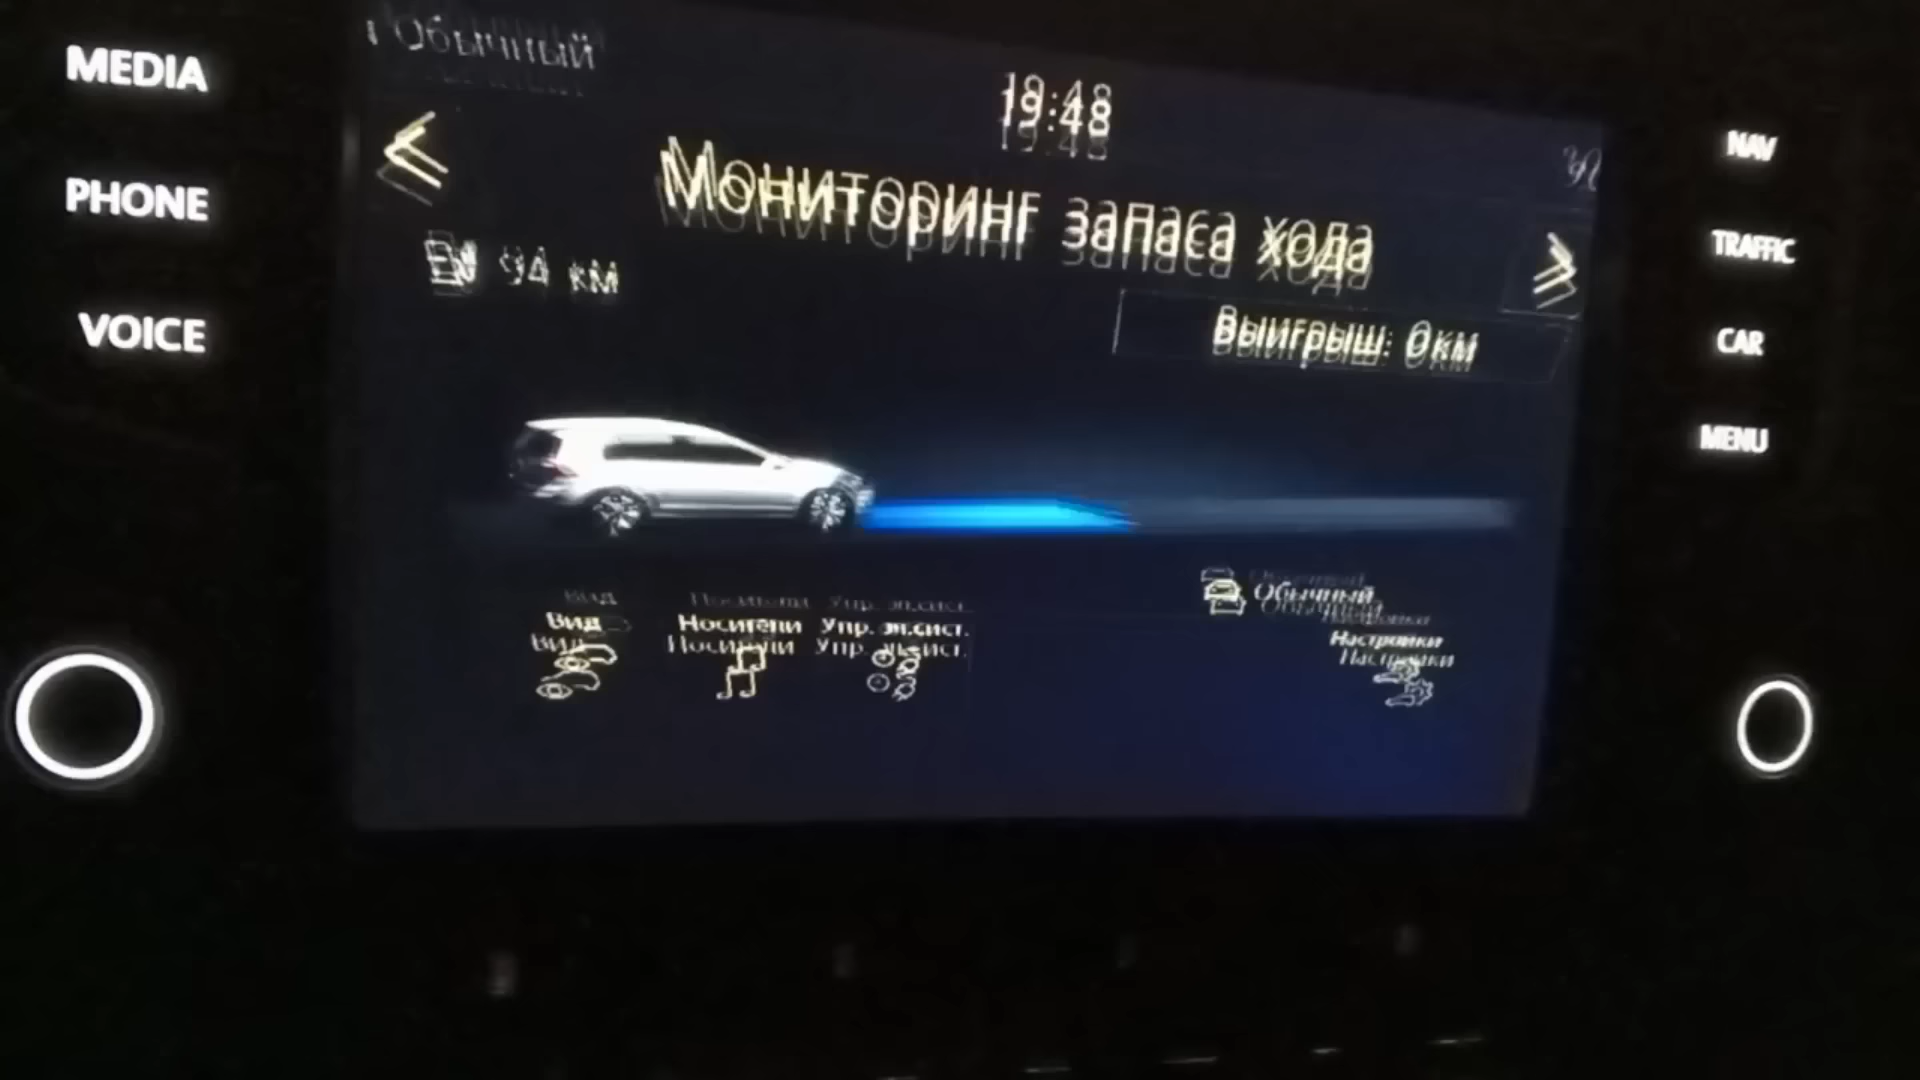 MEDIA
PHONE
VOICE
Обычный
19:48
Мониторинг запаса хода
94 км
Выигрыш: 0 км
Обычный
Вид
Носители
Упр. эл.сист.
Настройки
NAV
TRAFFIC
CAR
MENU